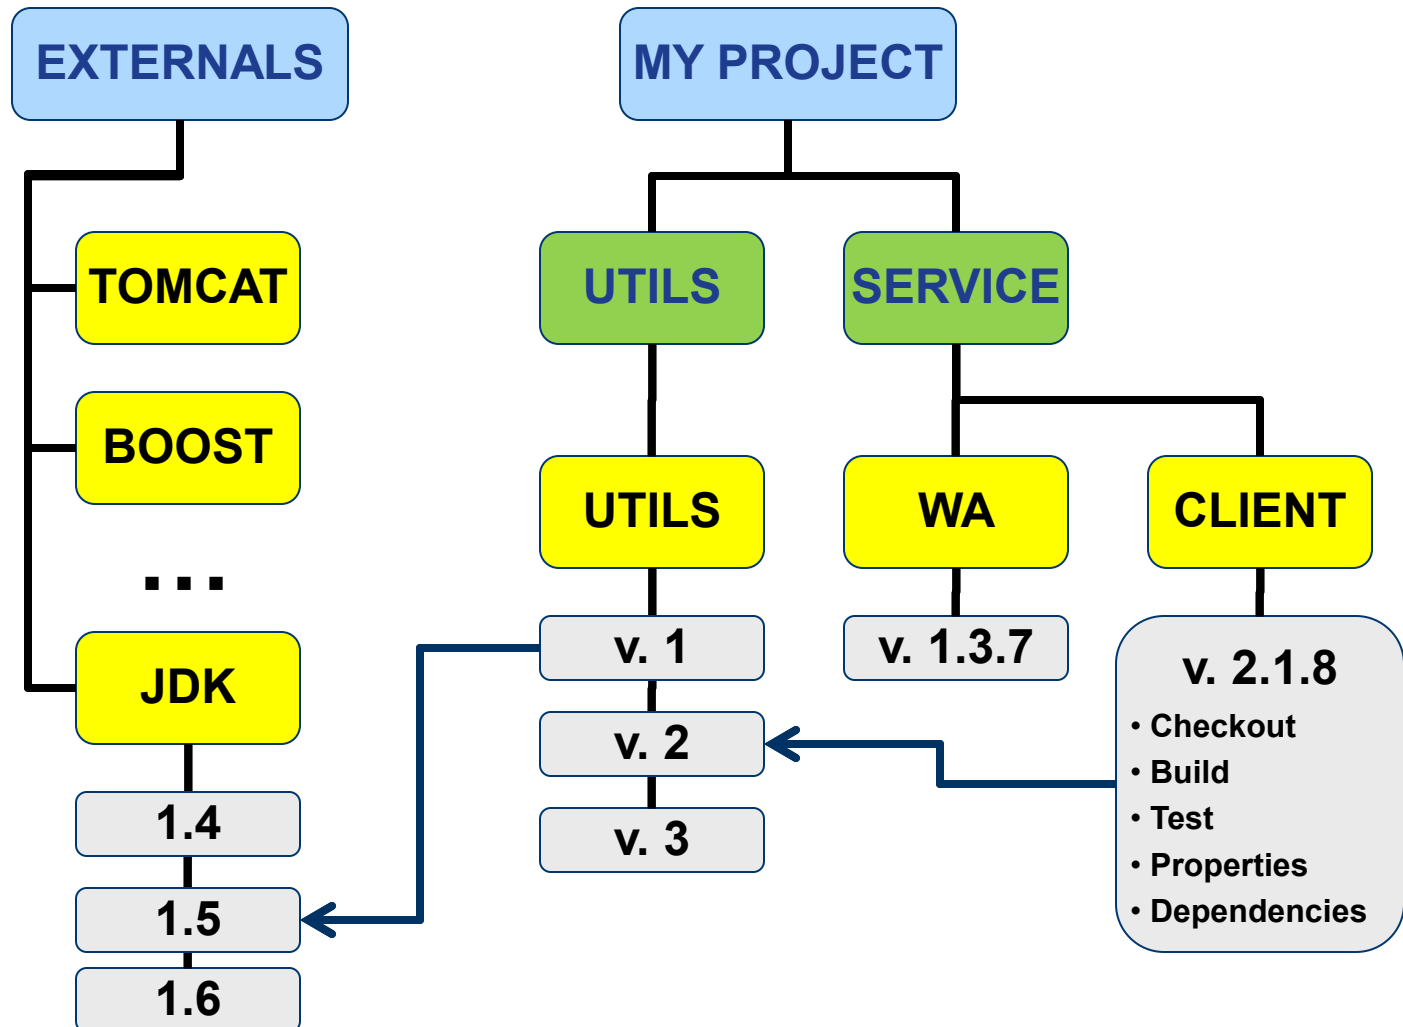 EXTERNALS
MY PROJECT
TOMCAT
UTILS
SERVICE
BOOST
UTILS
WA
CLIENT
...
JDK
v. 1
v. 1.3.7
v. 2.1.8
• Checkout
v. 2
• Build
1.4
• Test
v. 3
• Properties
1.5
• Dependencies
1.6